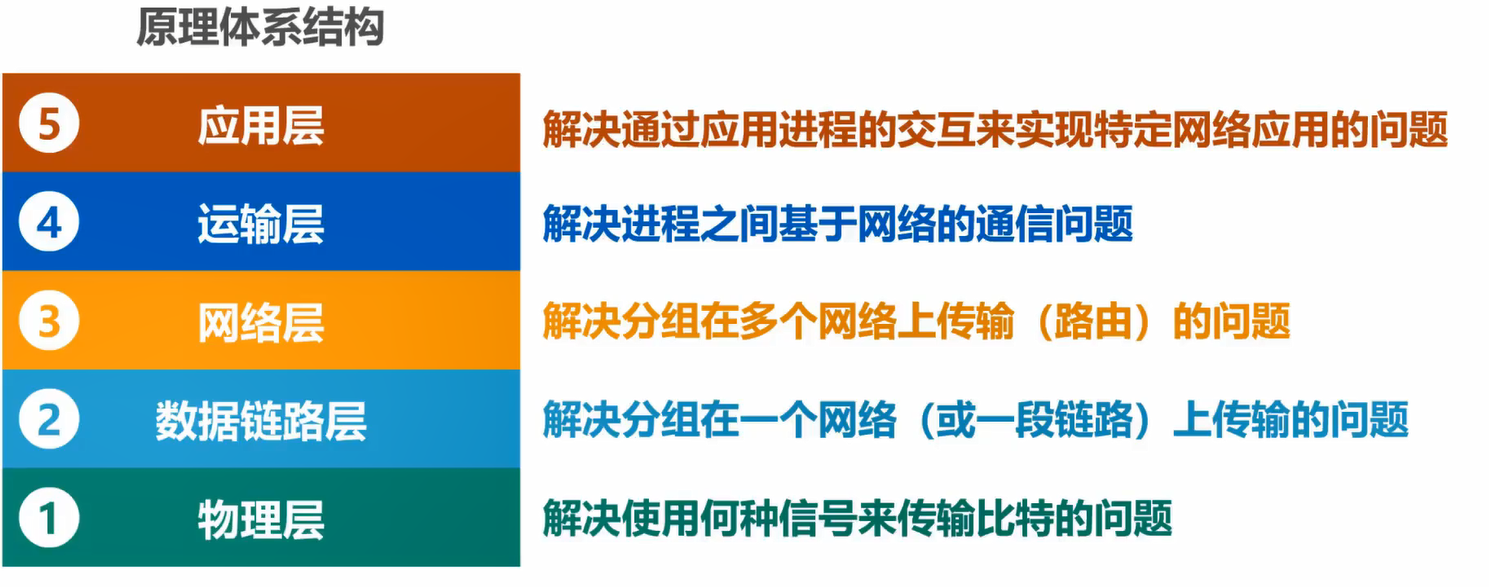 原理体系结构
5 应用层 解决通过应用进程的交互来实现特定网络应用的问题
4 运输层 解决进程之间基于网络的通信问题
3 网络层 解决分组在多个网络上传输（路由）的问题
2 数据链路层 解决分组在一个网络（或一段链路）上传输的问题
1 物理层 解决使用何种信号来传输比特的问题